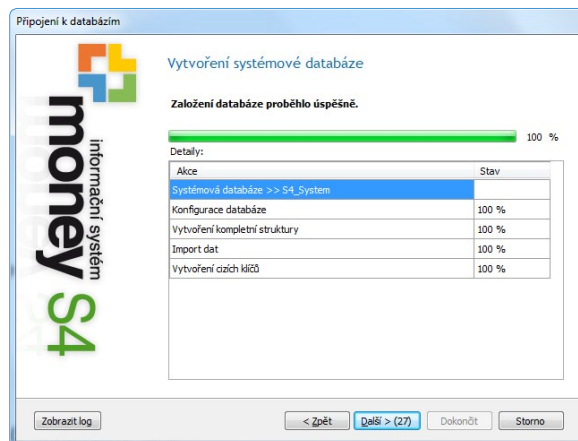 Připojení k databázím
money S4
informační systém
Vytvoření systémové databáze
Založení databáze proběhlo úspěšně.
100 %
Detaily:
Akce Stav
Systémová databáze >> S4_System
Konfigurace databáze 100 %
Vytvoření kompletní struktury 100 %
Import dat 100 %
Vytvoření cizích klíčů 100 %
Zobrazit log < Zpět Další > (27) Dokončit Storno